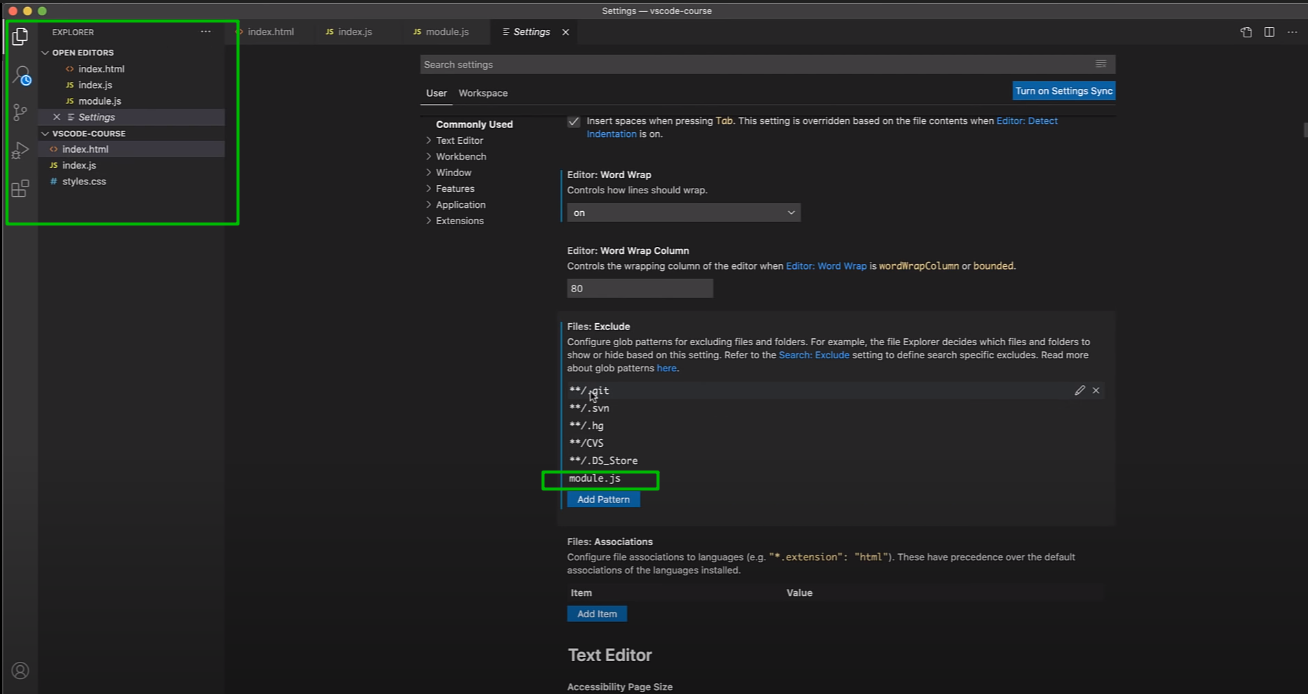 Settings — vscode-course
EXPLORER
index.html
JS index.js
JS module.js
Settings
OPEN EDITORS
index.html
JS index.js
JS module.js
Settings
VSCODE-COURSE
index.html
JS index.js
# styles.css
Search settings
User Workspace
Turn on Settings Sync
Commonly Used
Text Editor
Workbench
Window
Features
Application
Extensions
Insert spaces when pressing Tab. This setting is overridden based on the file contents when Editor: Detect
Indentation is on.
Editor: Word Wrap
Controls how lines should wrap.
on
Editor: Word Wrap Column
Controls the wrapping column of the editor when Editor: Word Wrap is wordWrapColumn or bounded.
80
Files: Exclude
Configure glob patterns for excluding files and folders. For example, the file Explorer decides which files and folders to
show or hide based on this setting. Refer to the Search: Exclude setting to define search specific excludes. Read more
about glob patterns here.
**/.git
**/.svn
**/.hg
**/CVS
**/.DS_Store
module.js
Add Pattern
Files: Associations
Configure file associations to languages (e.g. "*.extension": "html"). These have precedence over the default
associations of the languages installed.
Item Value
Add Item
Text Editor
Accessibility Page Size